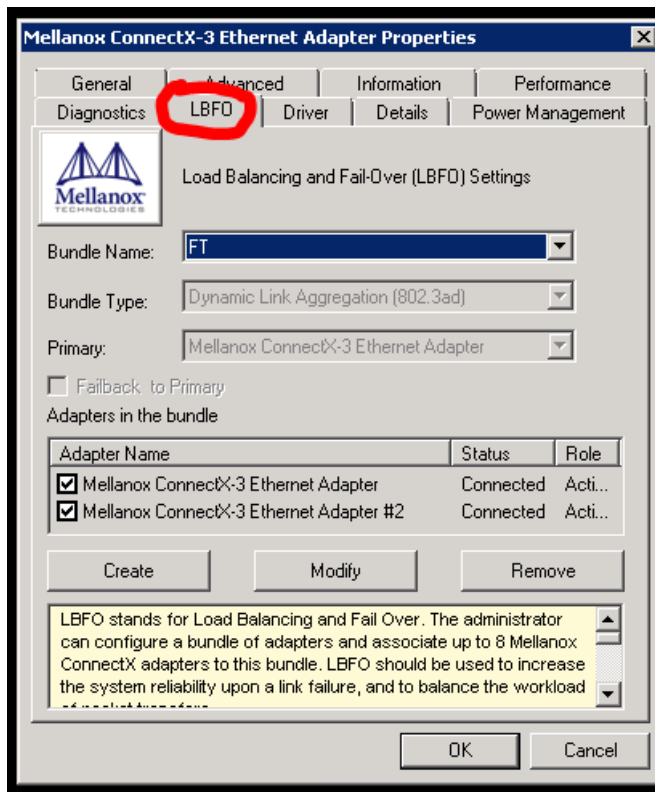 Mellanox ConnectX-3 Ethernet Adapter Properties
General Advanced Information Performance
Diagnostics LBFO Driver Details Power Management
Mellanox
TECHNOLOGIES
Load Balancing and Fail-Over (LBFO) Settings
Bundle Name: FT
Bundle Type: Dynamic Link Aggregation (802.3ad)
Primary: Mellanox ConnectX-3 Ethernet Adapter
Failback to Primary
Adapters in the bundle
Adapter Name Status Role
Mellanox ConnectX-3 Ethernet Adapter Connected Acti...
Mellanox ConnectX-3 Ethernet Adapter #2 Connected Acti...
Create Modify Remove
LBFO stands for Load Balancing and Fail Over. The administrator
can configure a bundle of adapters and associate up to 8 Mellanox
ConnectX adapters to this bundle. LBFO should be used to increase
the system reliability upon a link failure, and to balance the workload
of packet transfers
OK Cancel